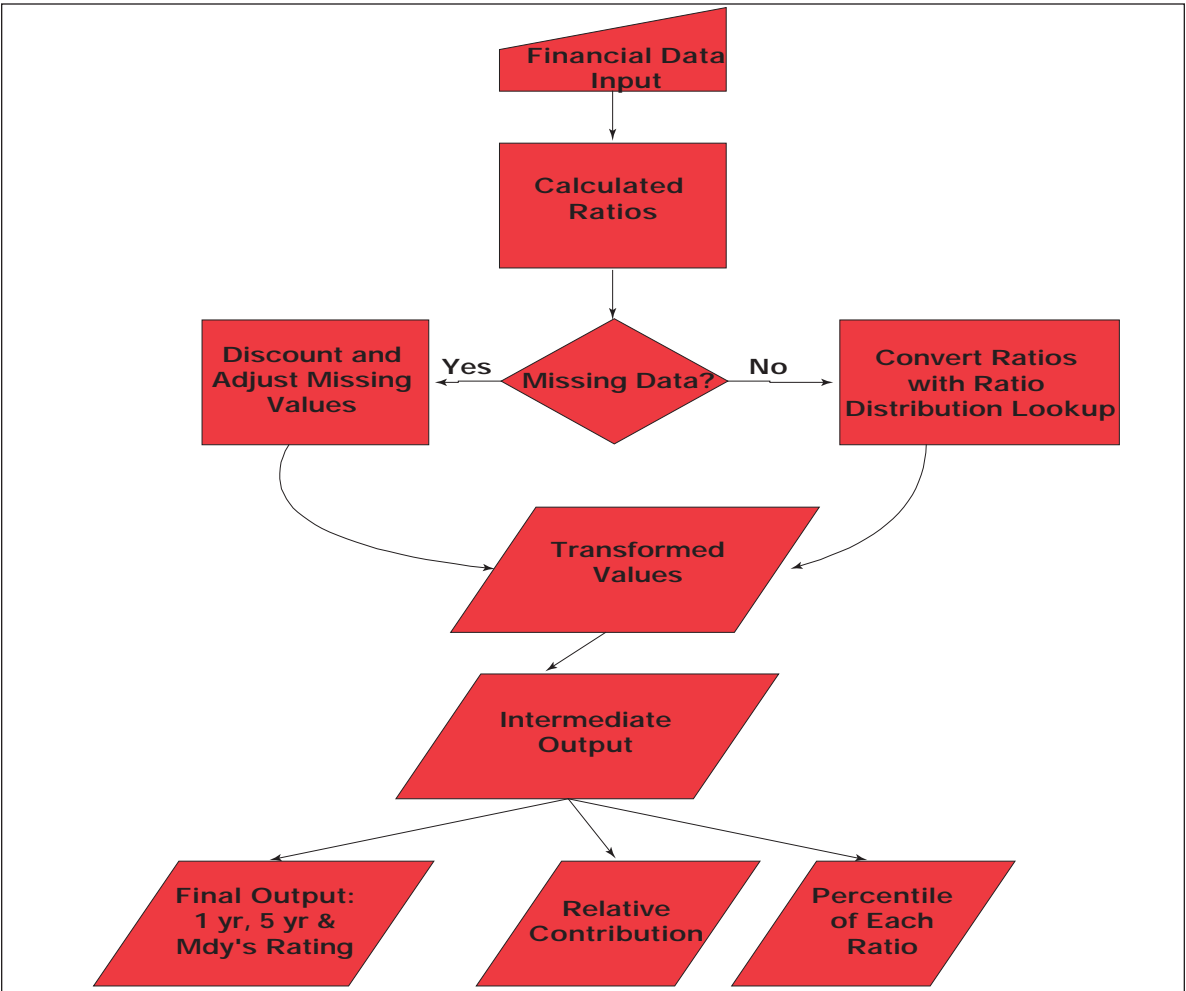 Financial Data
Input
Calculated
Ratios
Discount and
Adjust Missing
Values
Yes
Missing Data?
No
Convert Ratios
with Ratio
Distribution Lookup
Transformed
Values
Intermediate
Output
Final Output:
1 yr, 5 yr &
Mdy's Rating
Relative
Contribution
Percentile
of Each
Ratio